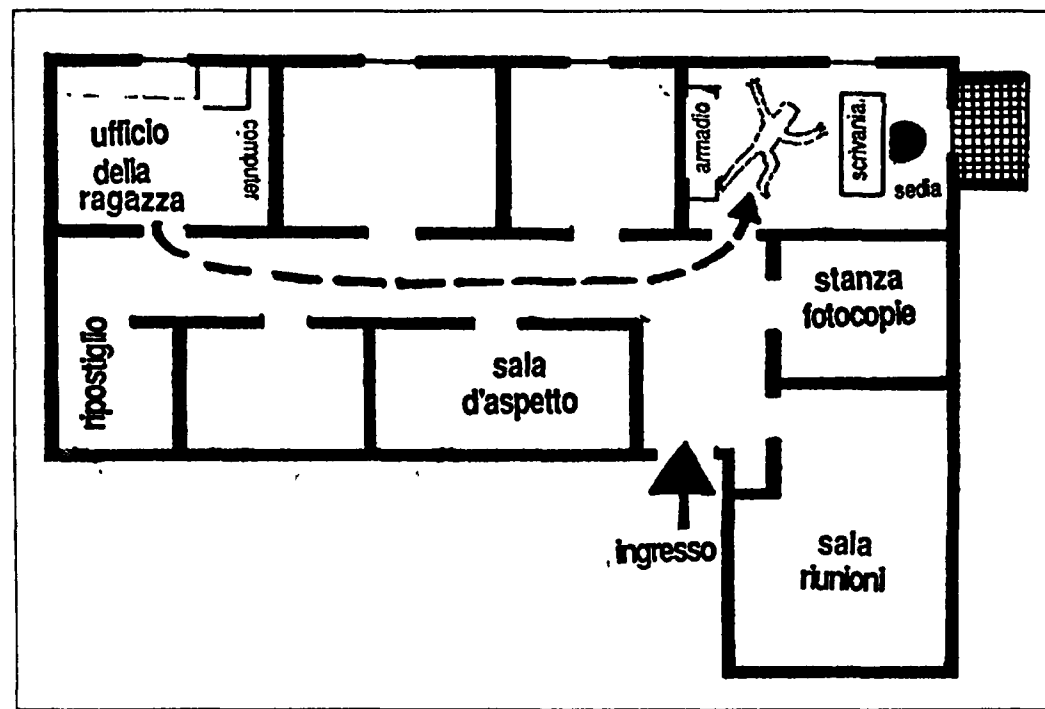 ufficio
della
ragazza
computer
armadio
scrivania
sedia
stanza
fotocopie
ripostiglio
sala
d'aspetto
ingresso
sala
riunioni